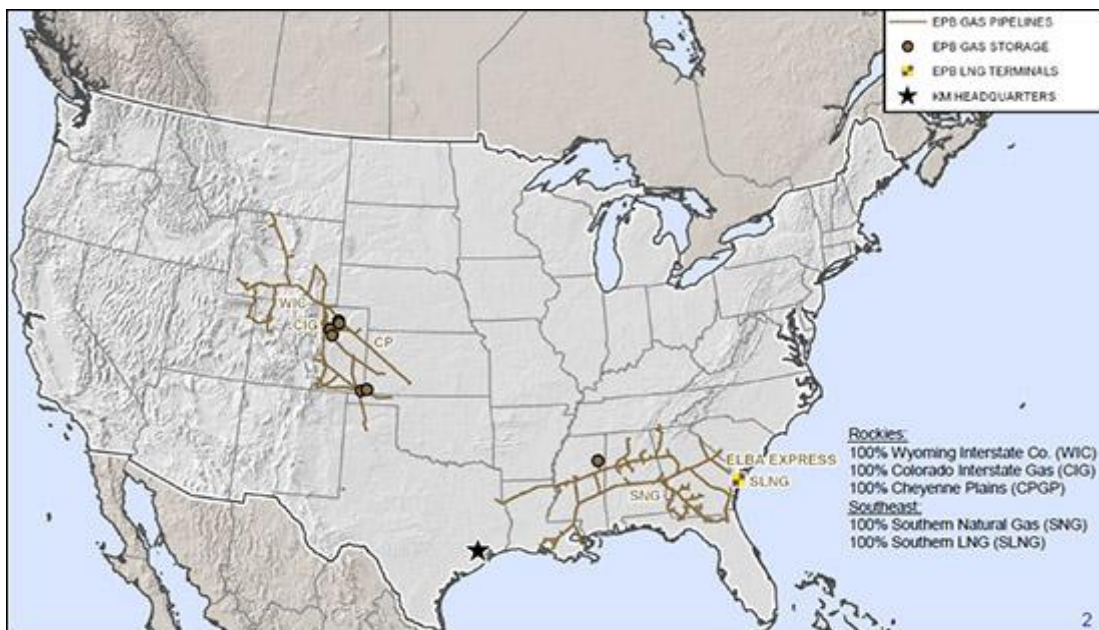 EPB GAS PIPELINES
EPB GAS STORAGE
EPB LNG TERMINALS
KM HEADQUARTERS
WIC
CIG
CP
ELBA EXPRESS
SNG
SLNG
Rockies:
100% Wyoming Interstate Co. (WIC)
100% Colorado Interstate Gas (CIG)
100% Cheyenne Plains (CPGP)
Southeast:
100% Southern Natural Gas (SNG)
100% Southern LNG (SLNG)
2